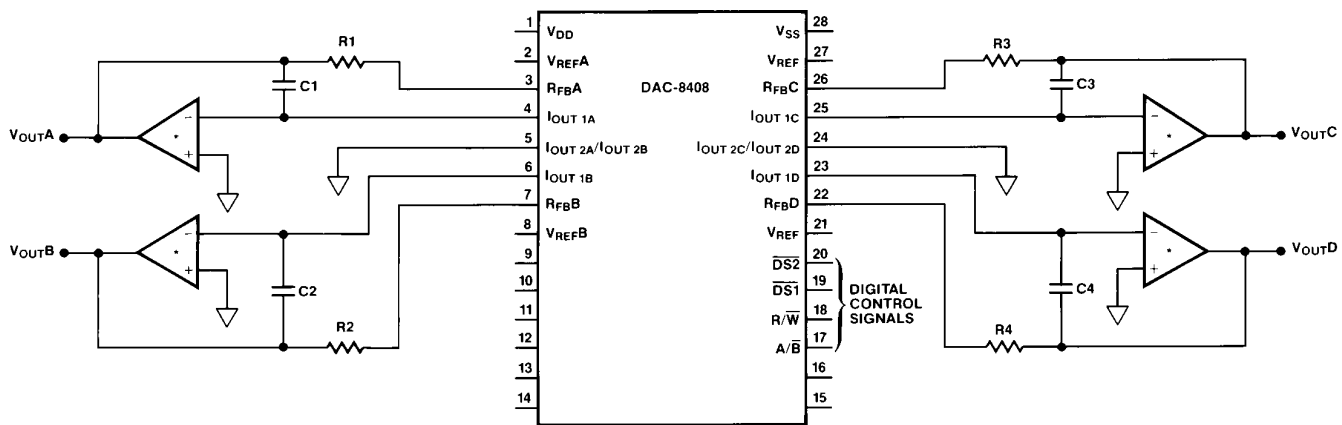 DAC-8408
1 VDD
2 VREFA
3 RFBA
4 IOUT 1A
5 IOUT 2A/IOUT 2B
6 IOUT 1B
7 RFBB
8 VREFB
9
10
11
12
13
14
28 VSS
27 VREF
26 RFBC
25 IOUT 1C
24 IOUT 2C/IOUT 2D
23 IOUT 1D
22 RFBD
21 VREF
20 D̅S̅2̅
19 D̅S̅1̅
18 R/W̅
17 A/B̅
16
15
DIGITAL
CONTROL
SIGNALS
R1
C1
VOUTA
- * +
VOUTB
- * +
C2
R2
R3
C3
VOUTC
- * +
VOUTD
- * +
C4
R4